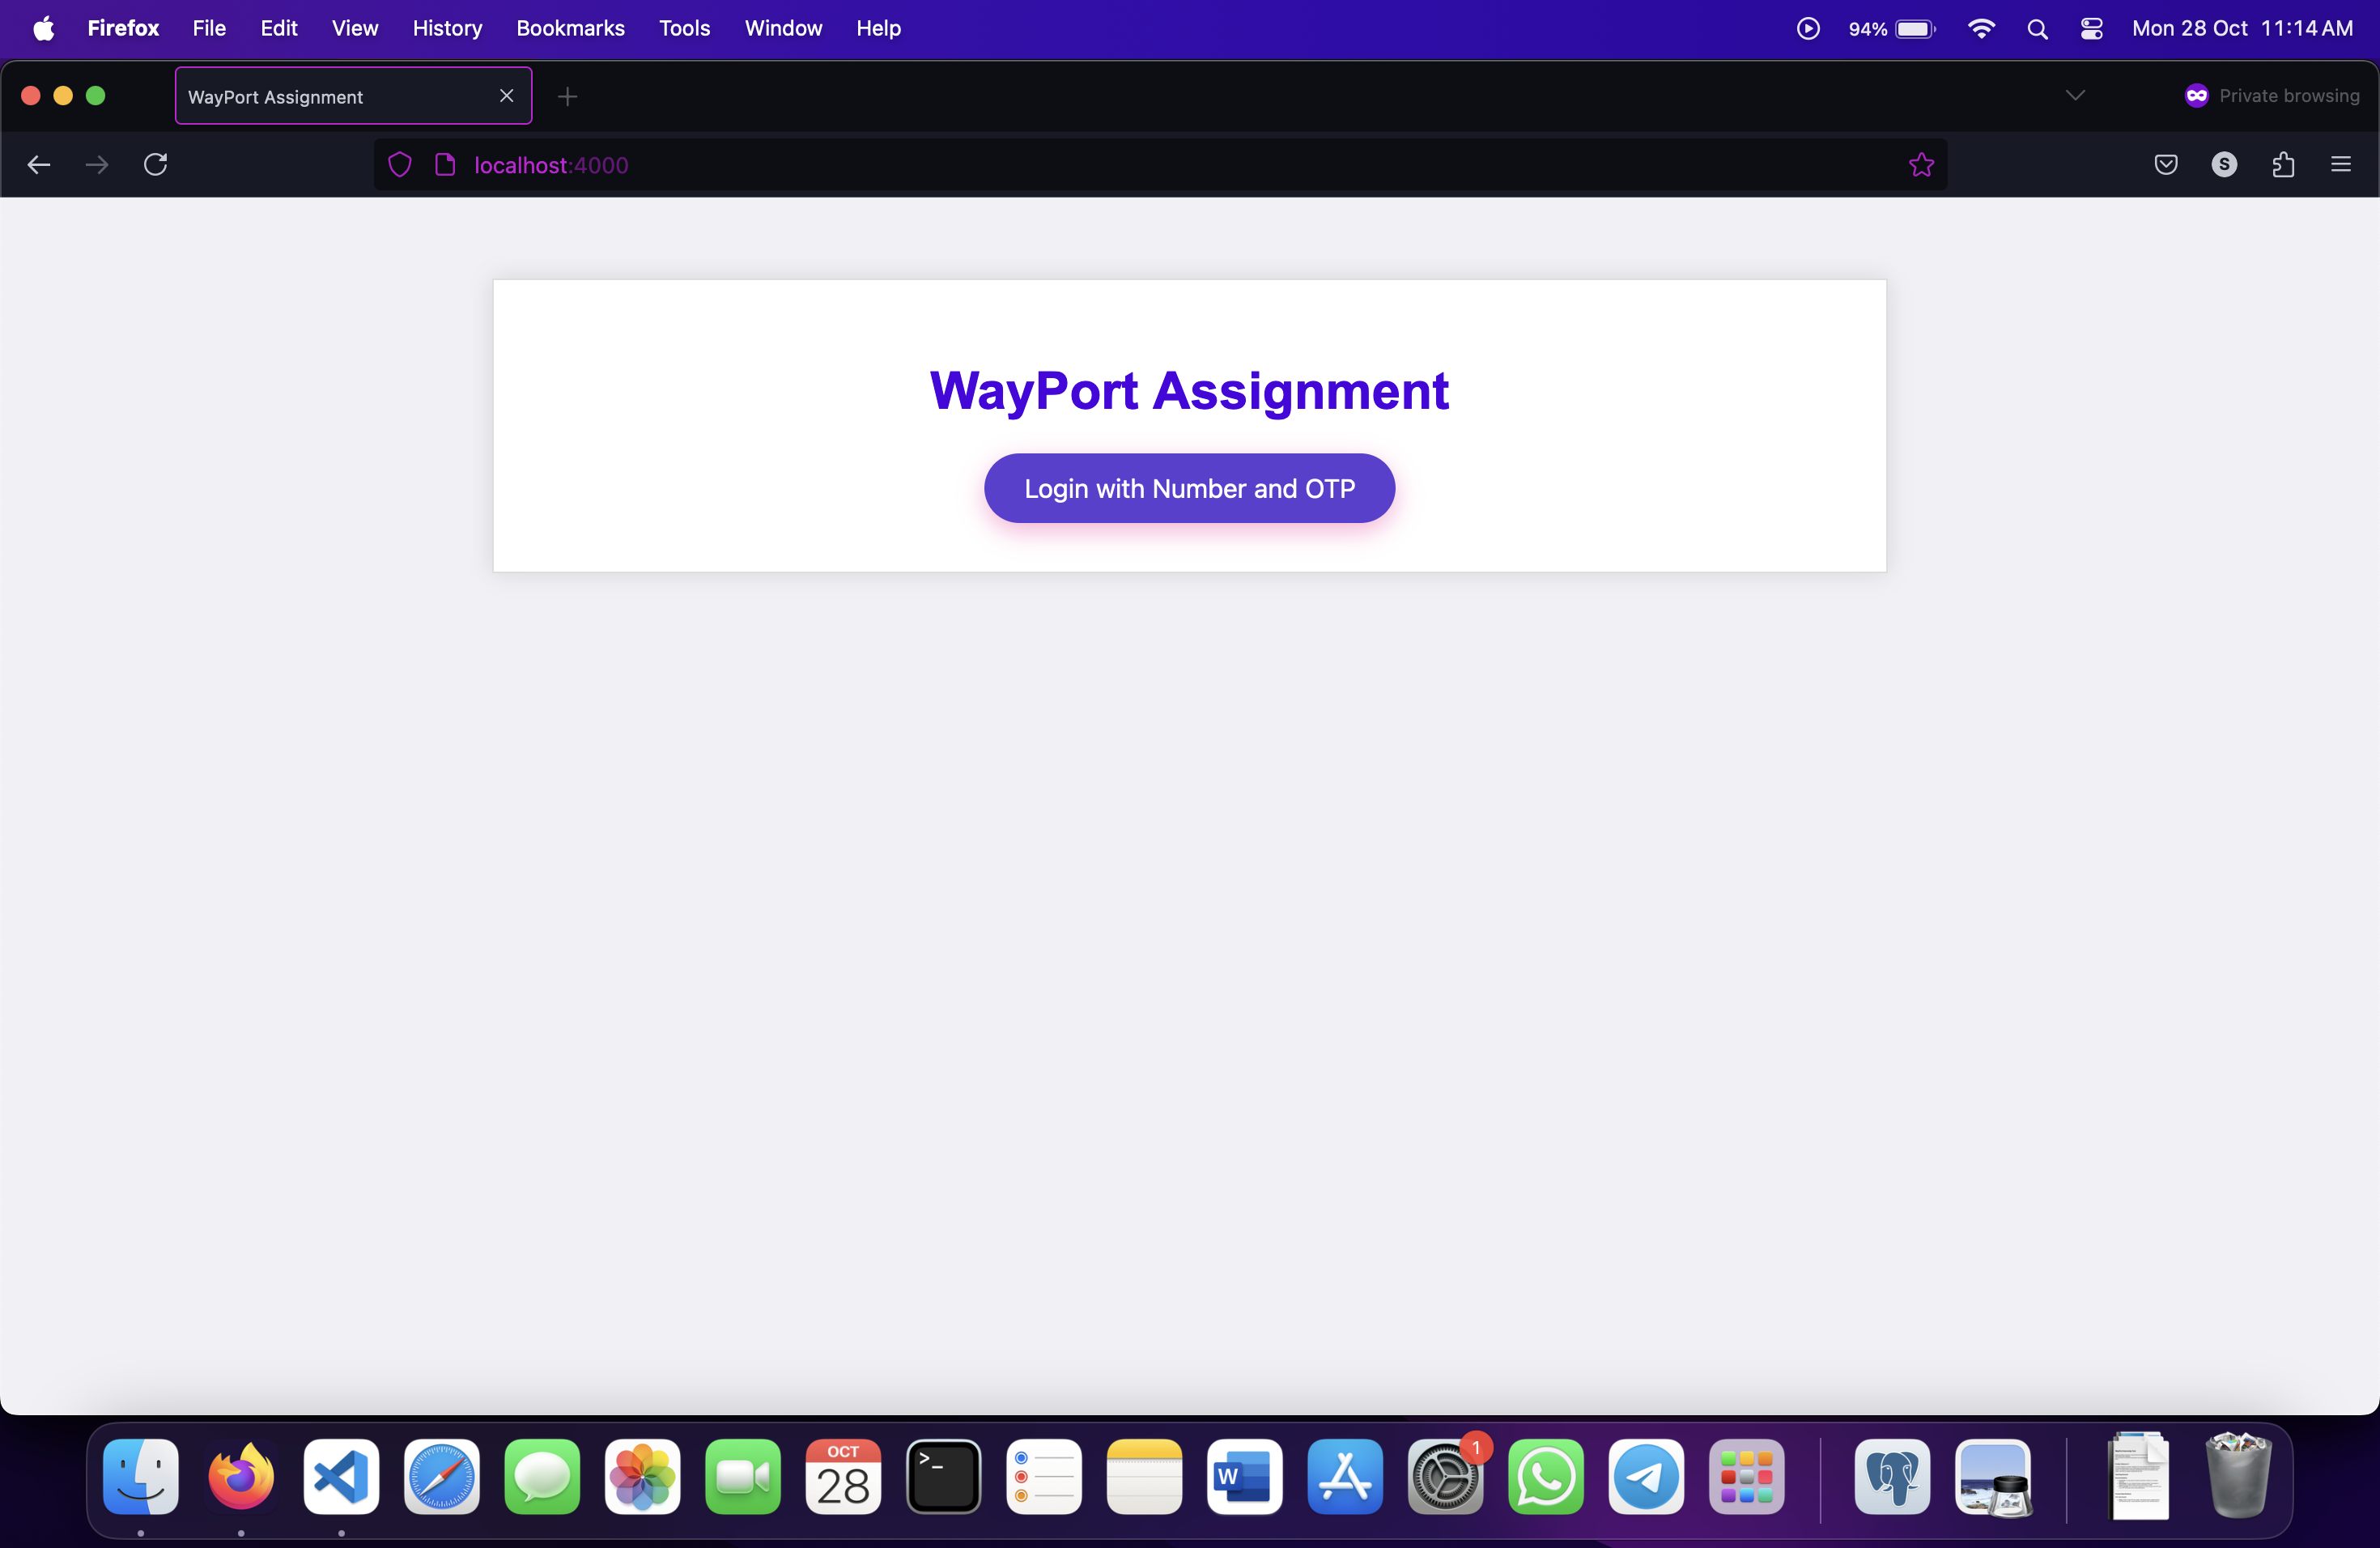 Firefox File Edit View History Bookmarks Tools Window Help 94% Mon 28 Oct 11:14 AM
WayPort Assignment Private browsing
localhost:4000 S
WayPort Assignment
Login with Number and OTP
OCT
28
>_
W
1